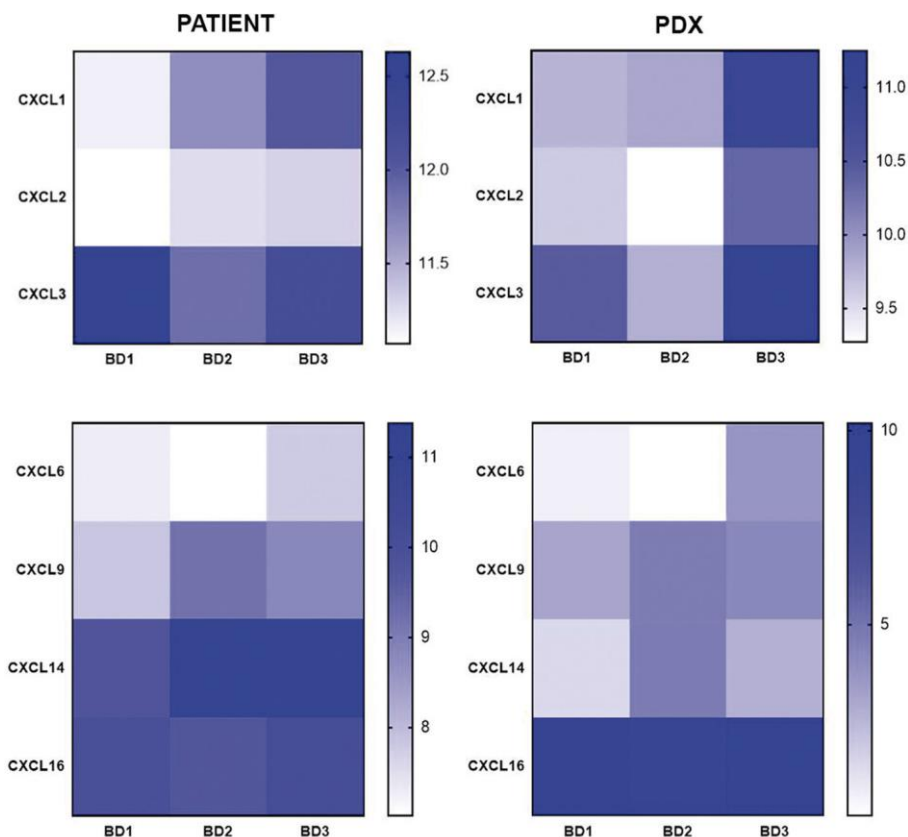 PATIENT
PDX
CXCL1
CXCL2
CXCL3
BD1 BD2 BD3
12.5
12.0
11.5
CXCL1
CXCL2
CXCL3
BD1 BD2 BD3
11.0
10.5
10.0
9.5
CXCL6
CXCL9
CXCL14
CXCL16
BD1 BD2 BD3
11
10
9
8
CXCL6
CXCL9
CXCL14
CXCL16
BD1 BD2 BD3
10
5